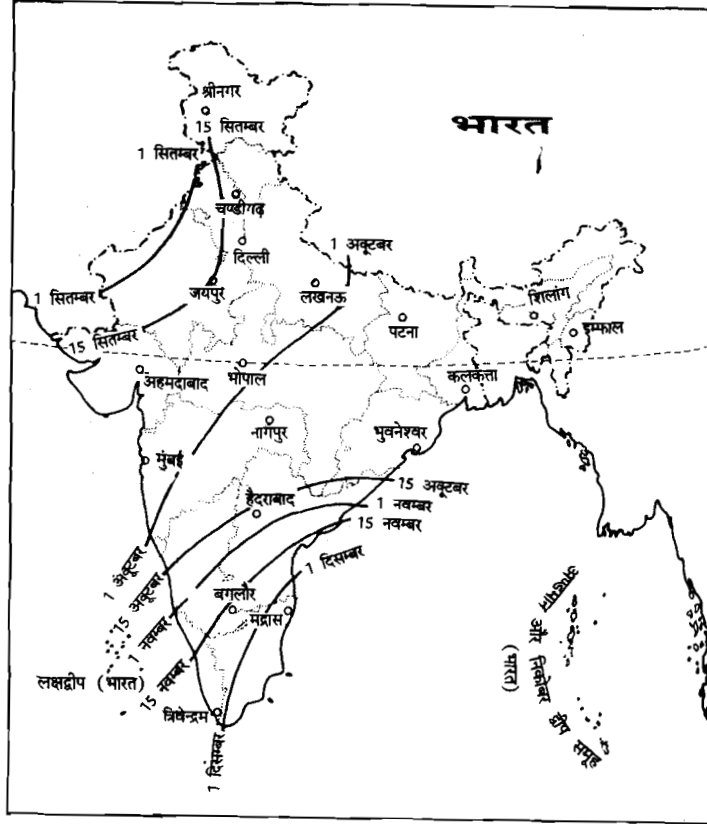 श्रीनगर
भारत
15 सितम्बर
1 सितम्बर
चण्डीगढ़
1 अक्टूबर
दिल्ली
1 सितम्बर
जयपुर
लखनऊ
शिलांग
पटना
इम्फाल
15 सितम्बर
अहमदाबाद
भोपाल
कलकत्ता
नागपुर
भुवनेश्वर
मुंबई
15 अक्टूबर
हैदराबाद
1 नवम्बर
15 नवम्बर
1 दिसम्बर
1 अक्टूबर
15 अक्टूबर
बंगलौर
मद्रास
1 नवम्बर
15 नवम्बर
लक्षद्वीप (भारत)
अण्डमान और निकोबर द्वीप समूह
(भारत)
त्रिवेन्द्रम
1 दिसम्बर